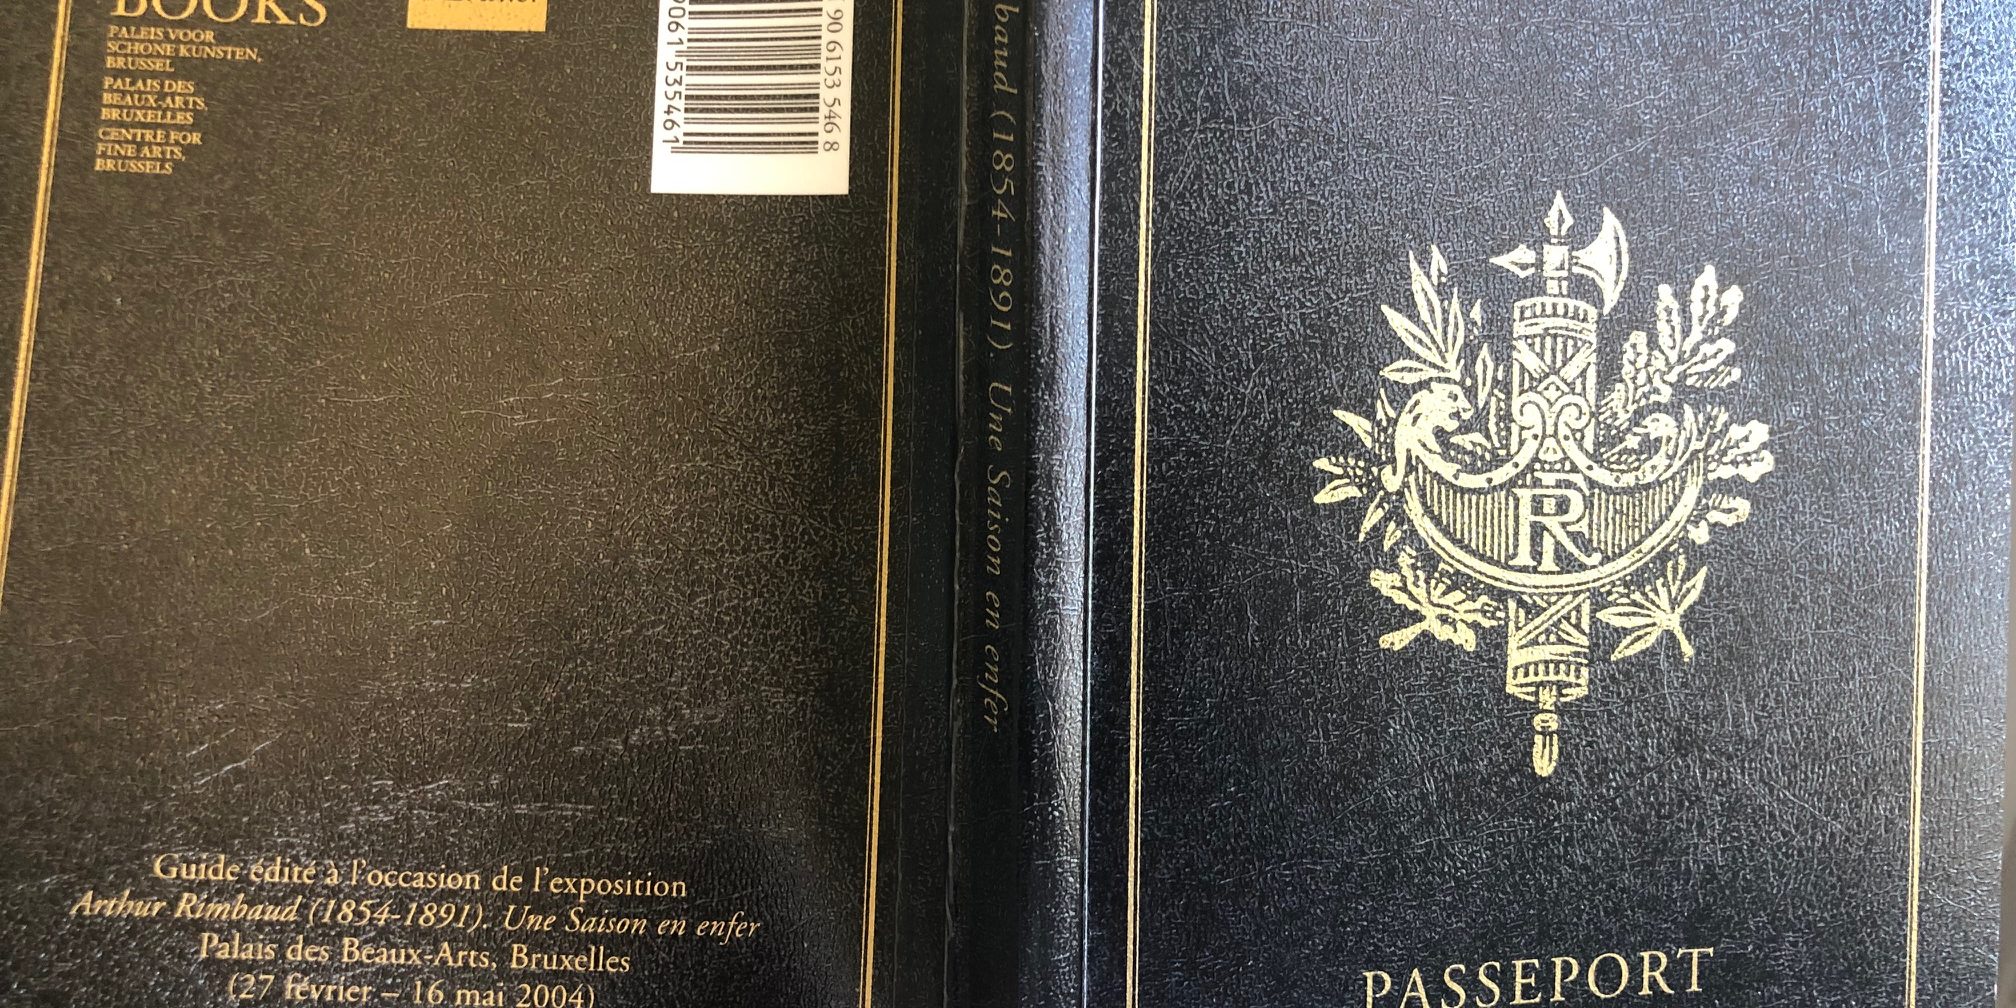 BOOKS
PALEIS VOOR
SCHONE KUNSTEN,
BRUSSEL
PALAIS DES
BEAUX-ARTS,
BRUXELLES
CENTRE FOR
FINE ARTS,
BRUSSELS
90 6153 546 8
9061535461
Guide édité à l'occasion de l'exposition
Arthur Rimbaud (1854-1891). Une Saison en enfer
Palais des Beaux-Arts, Bruxelles
(27 février – 16 mai 2004)
baud (1854-1891). Une Saison en enfer
RF
PASSEPORT